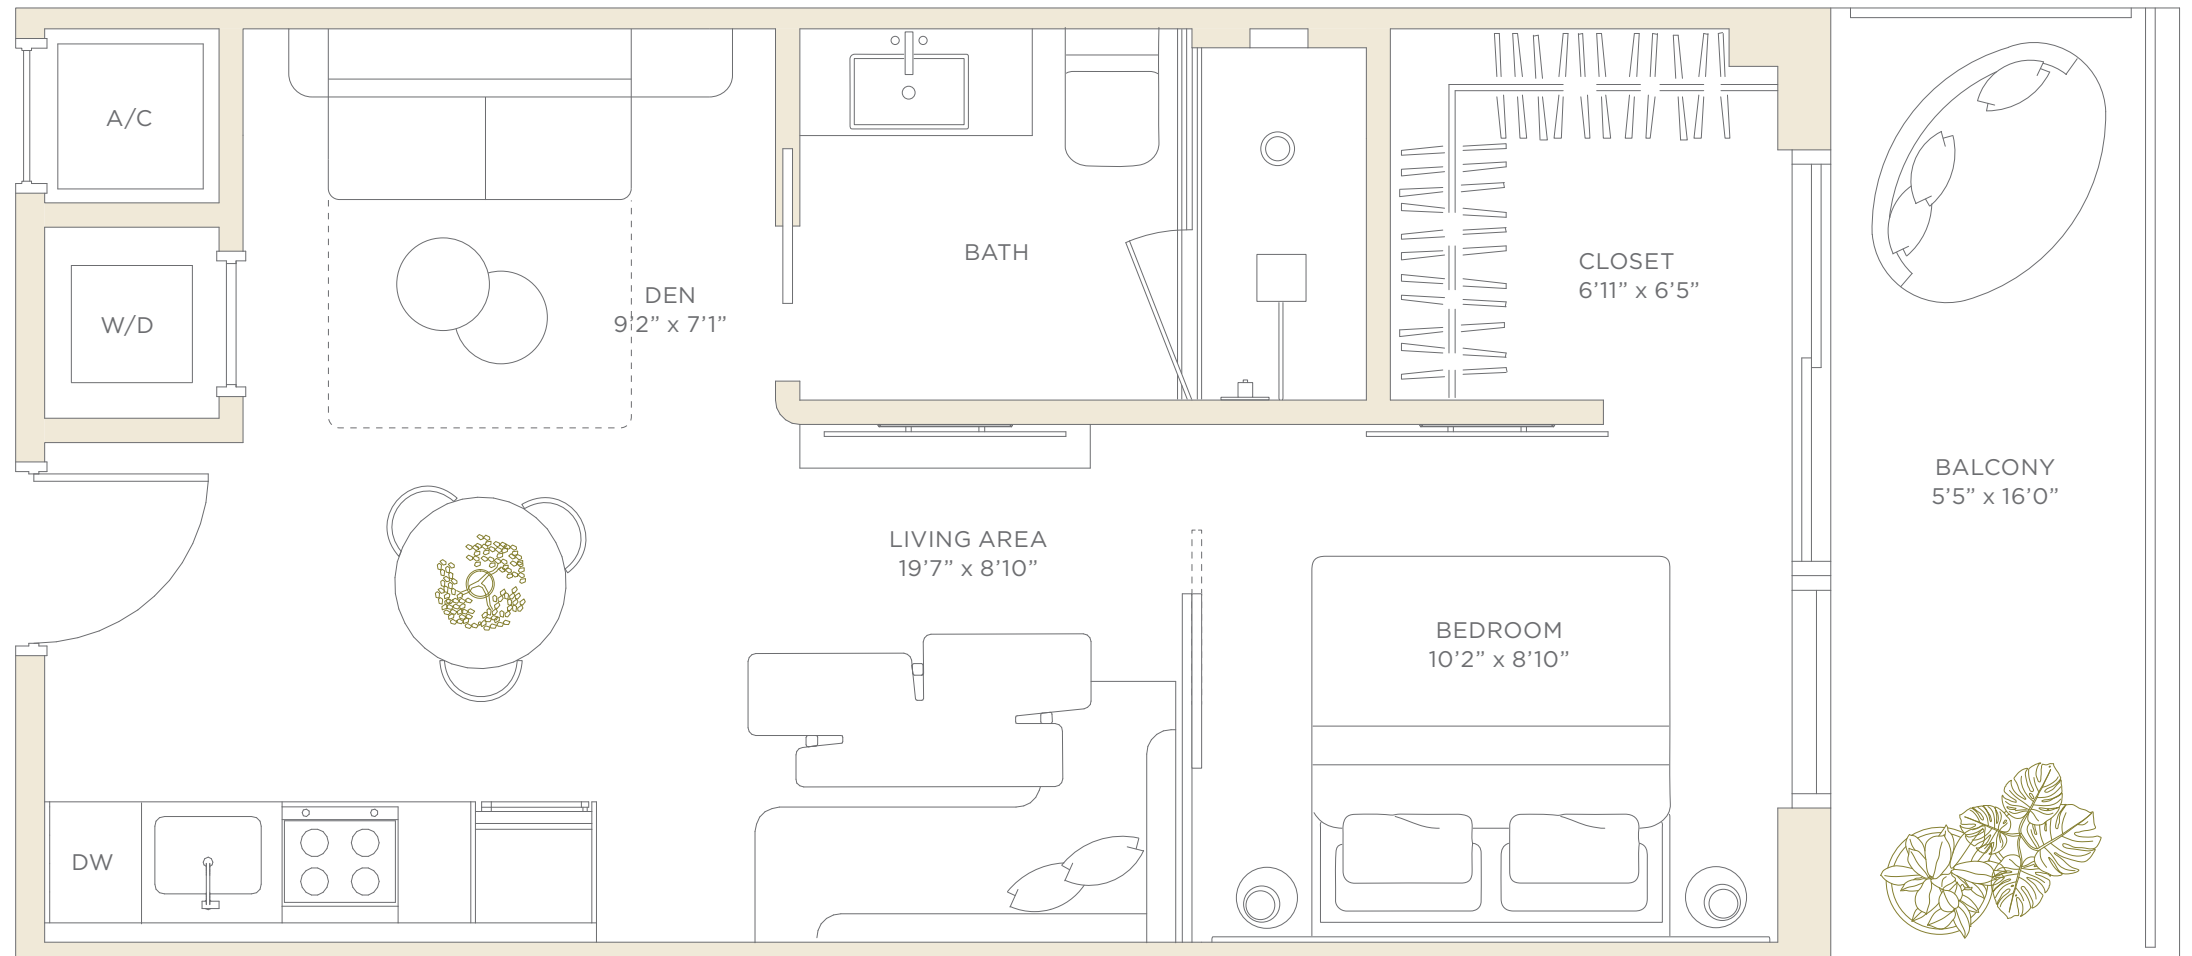 A/C
W/D
DEN
9’2” x 7’1”
BATH
CLOSET
6’11” x 6’5”
BALCONY
5’5” x 16’0”
LIVING AREA
19’7” x 8’10”
BEDROOM
10’2” x 8’10”
DW